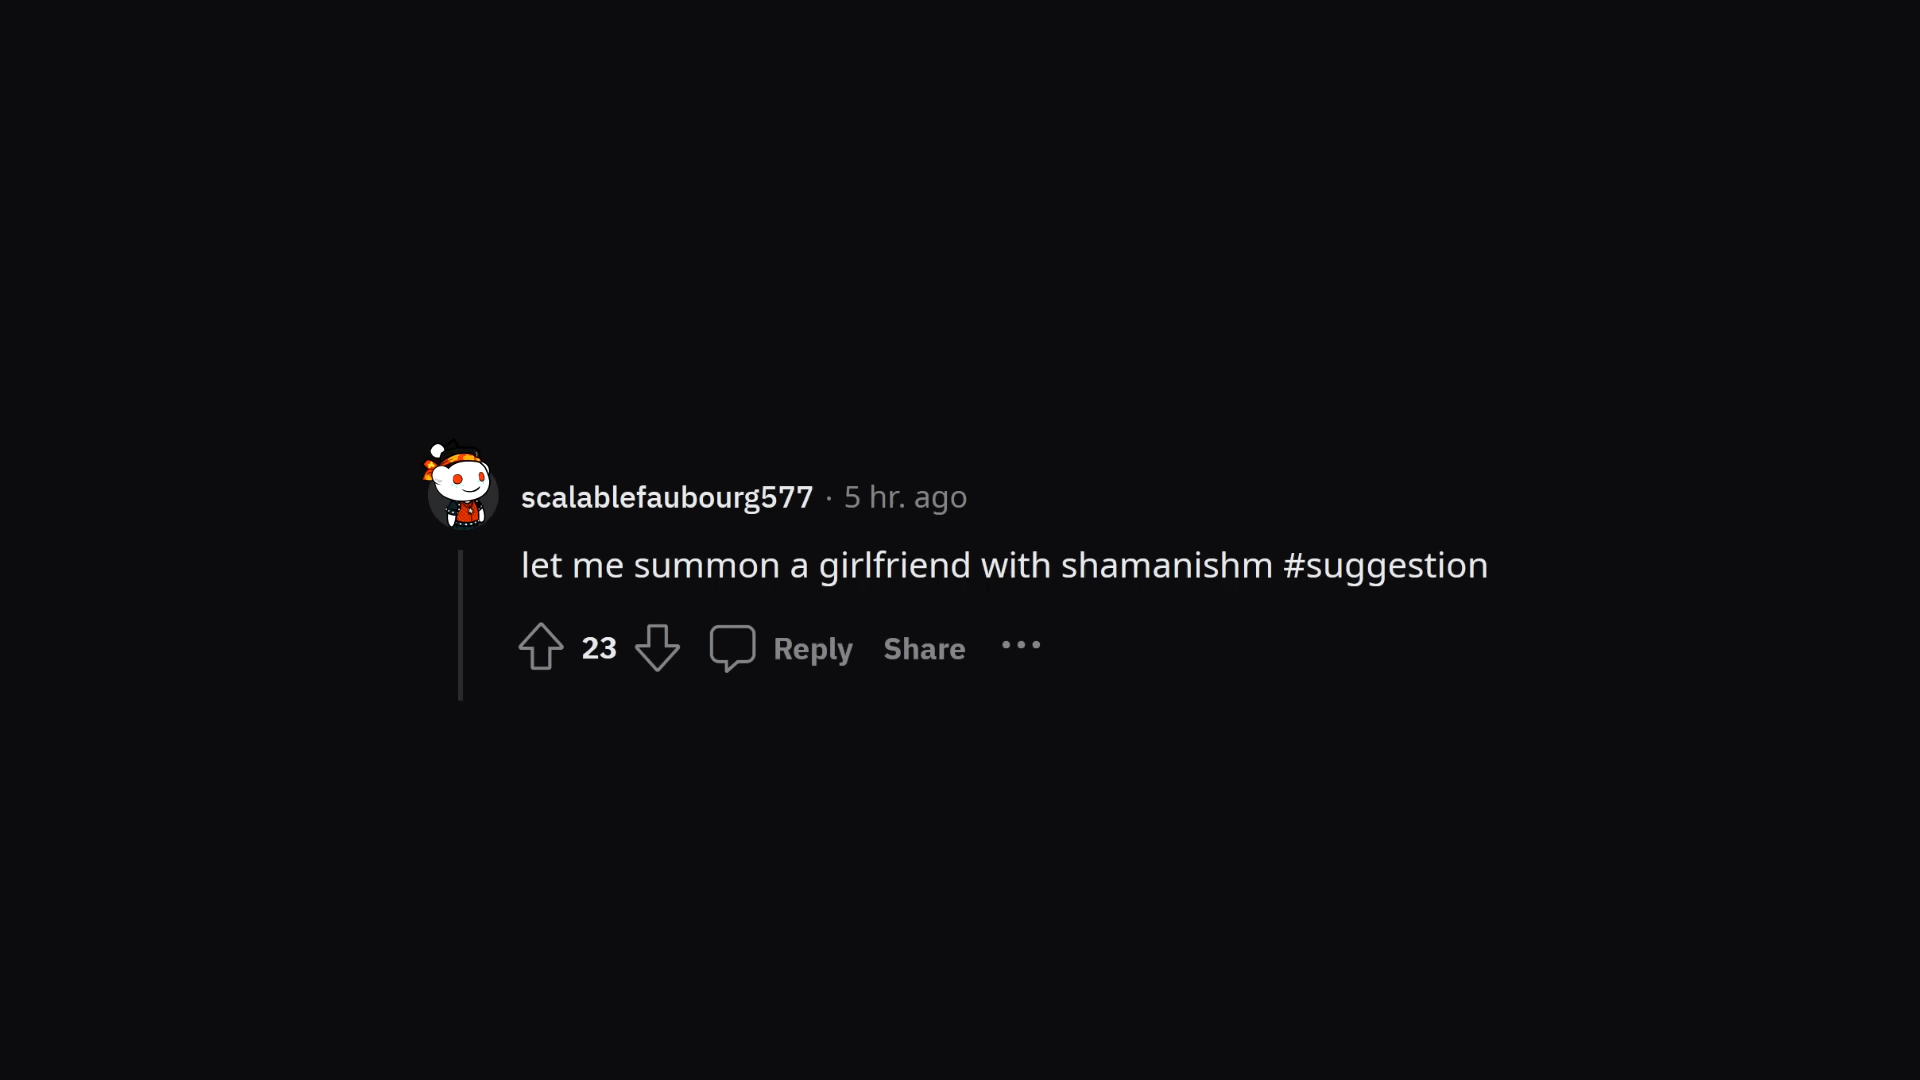 scalablefaubourg577 · 5 hr. ago
let me summon a girlfriend with shamanishm #suggestion
23 Reply Share ...